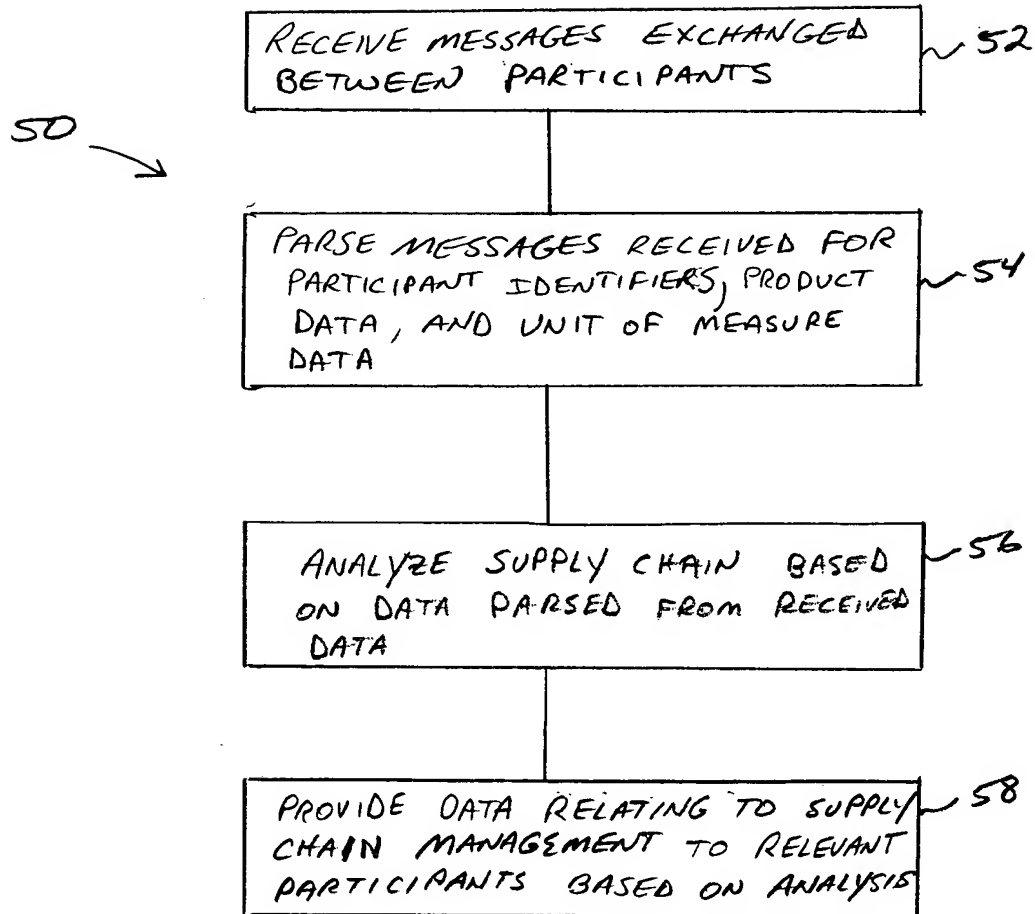 RECEIVE MESSAGES EXCHANGED
BETWEEN PARTICIPANTS
52
50
PARSE MESSAGES RECEIVED FOR
PARTICIPANT IDENTIFIERS, PRODUCT
DATA, AND UNIT OF MEASURE
DATA
54
ANALYZE SUPPLY CHAIN BASED
ON DATA PARSED FROM RECEIVED
DATA
56
PROVIDE DATA RELATING TO SUPPLY
CHAIN MANAGEMENT TO RELEVANT
PARTICIPANTS BASED ON ANALYSIS
58